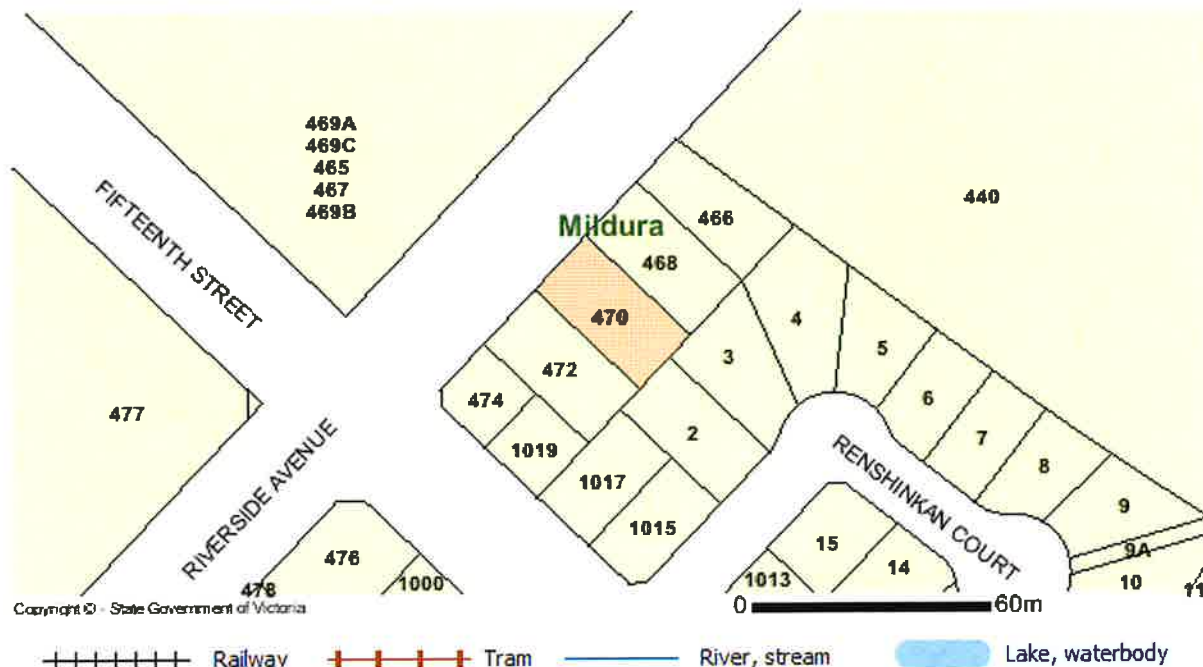 469A
469C
465
467
469B
440
466
Mildura
468
FIFTEENTH STREET
470
4
3
5
472
6
477
474
2
7
1019
8
RIVERSIDE AVENUE
RENSHINKAN COURT
1017
9
1015
15
9A
476
14
478
1000
1013
10
11
Copyright © - State Government of Victoria
0
60m
Railway
Tram
River, stream
Lake, waterbody